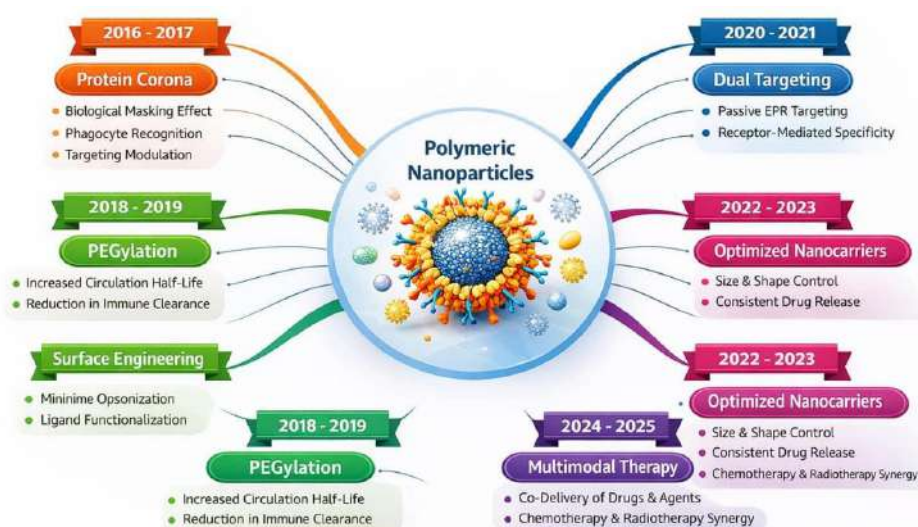 2016 - 2017
Protein Corona
Biological Masking Effect
Phagocyte Recognition
Targeting Modulation
2018 - 2019
PEGylation
Increased Circulation Half-Life
Reduction in Immune Clearance
Surface Engineering
Mininime Opsonization
Ligand Functionalization
2018 - 2019
PEGylation
Increased Circulation Half-Life
Reduction in Immune Clearance
Polymeric
Nanoparticles
2020 - 2021
Dual Targeting
Passive EPR Targeting
Receptor-Mediated Specificity
2022 - 2023
Optimized Nanocarriers
Size & Shape Control
Consistent Drug Release
2022 - 2023
Optimized Nanocarriers
Size & Shape Control
Consistent Drug Release
Chemotherapy & Radiotherapy Synergy
2024 - 2025
Multimodal Therapy
Co-Delivery of Drugs & Agents
Chemotherapy & Radiotherapy Synergy